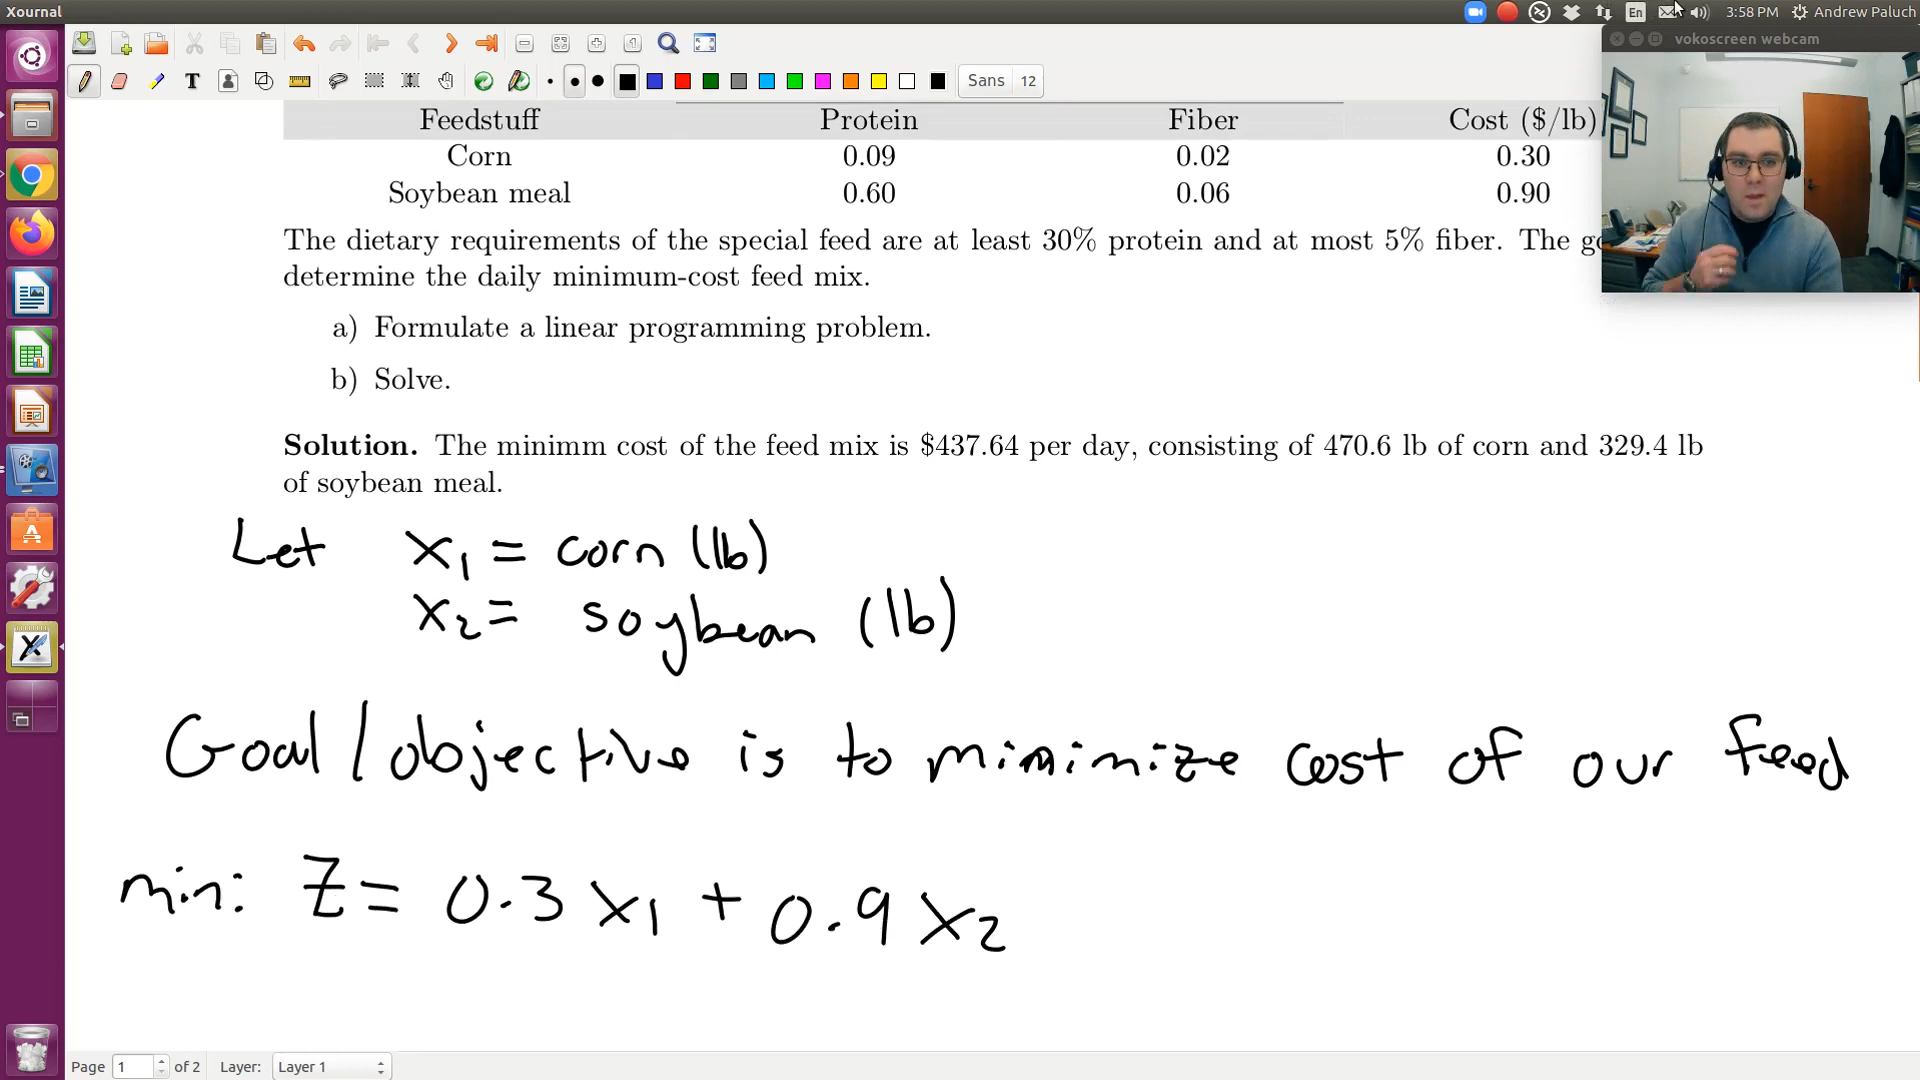 Xournal
En
3:58 PM
Andrew Paluch
vokoscreen webcam
Sans 12
Feedstuff Protein Fiber Cost ($/lb)
Corn 0.09 0.02 0.30
Soybean meal 0.60 0.06 0.90
The dietary requirements of the special feed are at least 30% protein and at most 5% fiber. The
determine the daily minimum-cost feed mix.
a) Formulate a linear programming problem.
b) Solve.
Solution. The minimm cost of the feed mix is $437.64 per day, consisting of 470.6 lb of corn and 329.4 lb
of soybean meal.
Let x1 = corn (lb)
x2 = soybean (lb)
Goal/objective is to minimize cost of our feed
min: Z = 0.3 x1 + 0.9 x2
Page 1 of 2 Layer: Layer 1